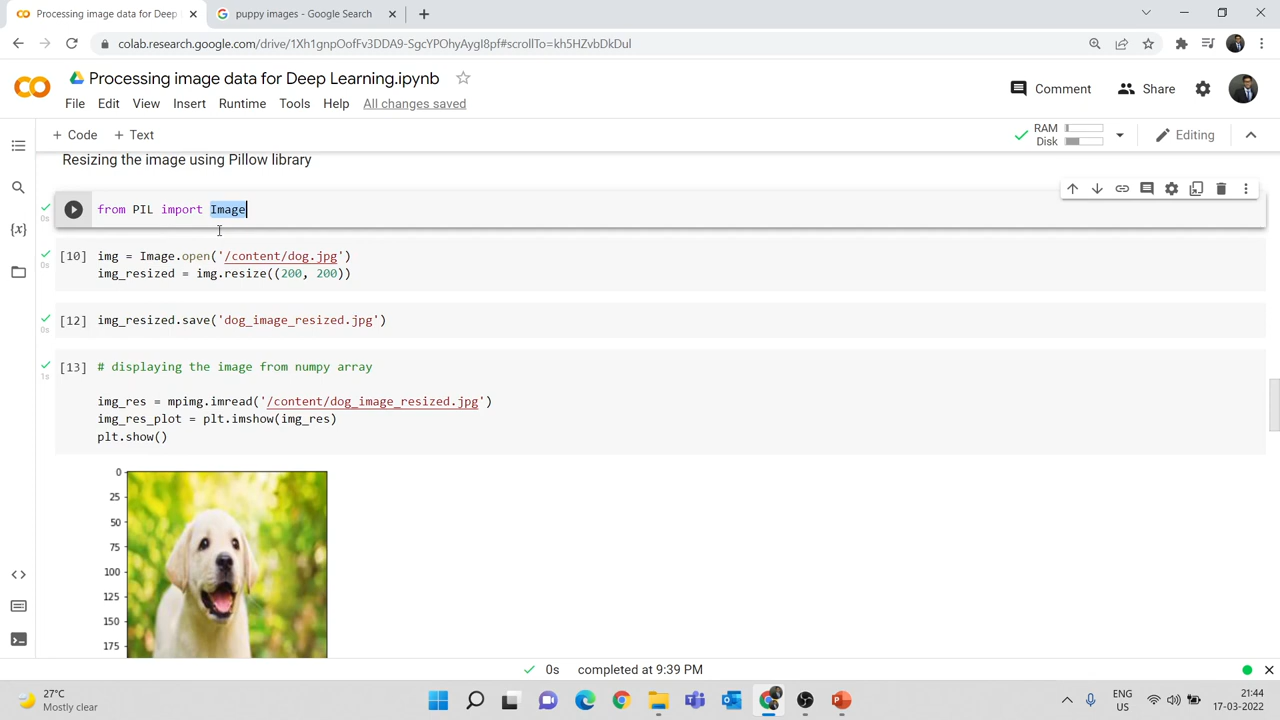 Processing image data for Deep
puppy images - Google Search
colab.research.google.com/drive/1Xh1gnpOofFv3DDA9-SgcYPOhyAygI8pf#scrollTo=kh5HZvbDkDul
Processing image data for Deep Learning.ipynb
Comment
Share
File Edit View Insert Runtime Tools Help All changes saved
+ Code + Text
RAM
Disk
Editing
Resizing the image using Pillow library
0s
from PIL import Image
0s
[10] img = Image.open('/content/dog.jpg')
img_resized = img.resize((200, 200))
0s
[12] img_resized.save('dog_image_resized.jpg')
1s
[13] # displaying the image from numpy array
img_res = mpimg.imread('/content/dog_image_resized.jpg')
img_res_plot = plt.imshow(img_res)
plt.show()
0
25
50
75
100
125
150
175
0s completed at 9:39 PM
27°C
Mostly clear
ENG
US
21:44
17-03-2022